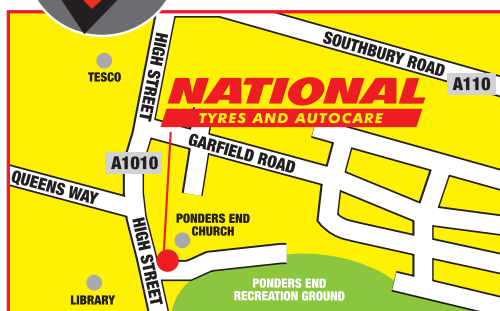 HIGH STREET
SOUTHBURY ROAD
A110
TESCO
NATIONAL
TYRES AND AUTOCARE
GARFIELD ROAD
A1010
QUEENS WAY
PONDERS END
CHURCH
HIGH STREET
PONDERS END
RECREATION GROUND
LIBRARY